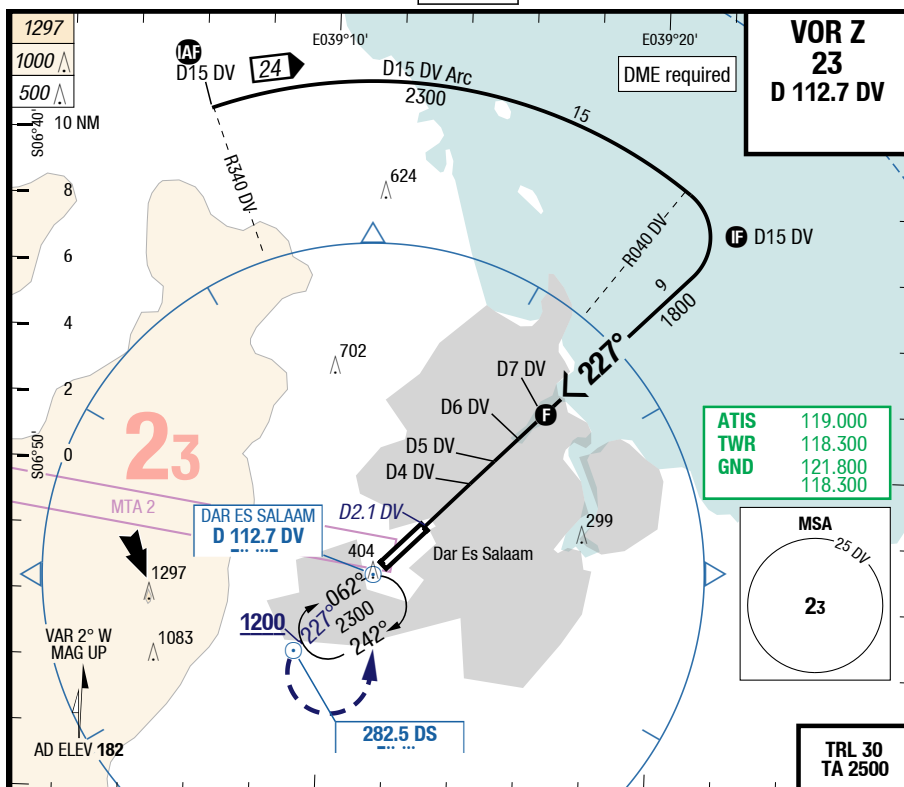 1297
1000
500
IAF
D15 DV
24
E039°10'
E039°20'
D15 DV Arc
2300
15
DME required
VOR Z
23
D 112.7 DV
S06°40'
10 NM
R340 DV
624
8
6
4
2
0
R040 DV
IF D15 DV
9
1800
227°
702
D7 DV
F
D6 DV
D5 DV
D4 DV
S06°50'
23
MTA 2
ATIS 119.000
TWR 118.300
GND 121.800
118.300
DAR ES SALAAM
D 112.7 DV
D2.1 DV
404
Dar Es Salaam
299
MSA
25 DV
23
1297
1083
1200
227°
062°
2300
242°
VAR 2° W
MAG UP
AD ELEV 182
282.5 DS
TRL 30
TA 2500